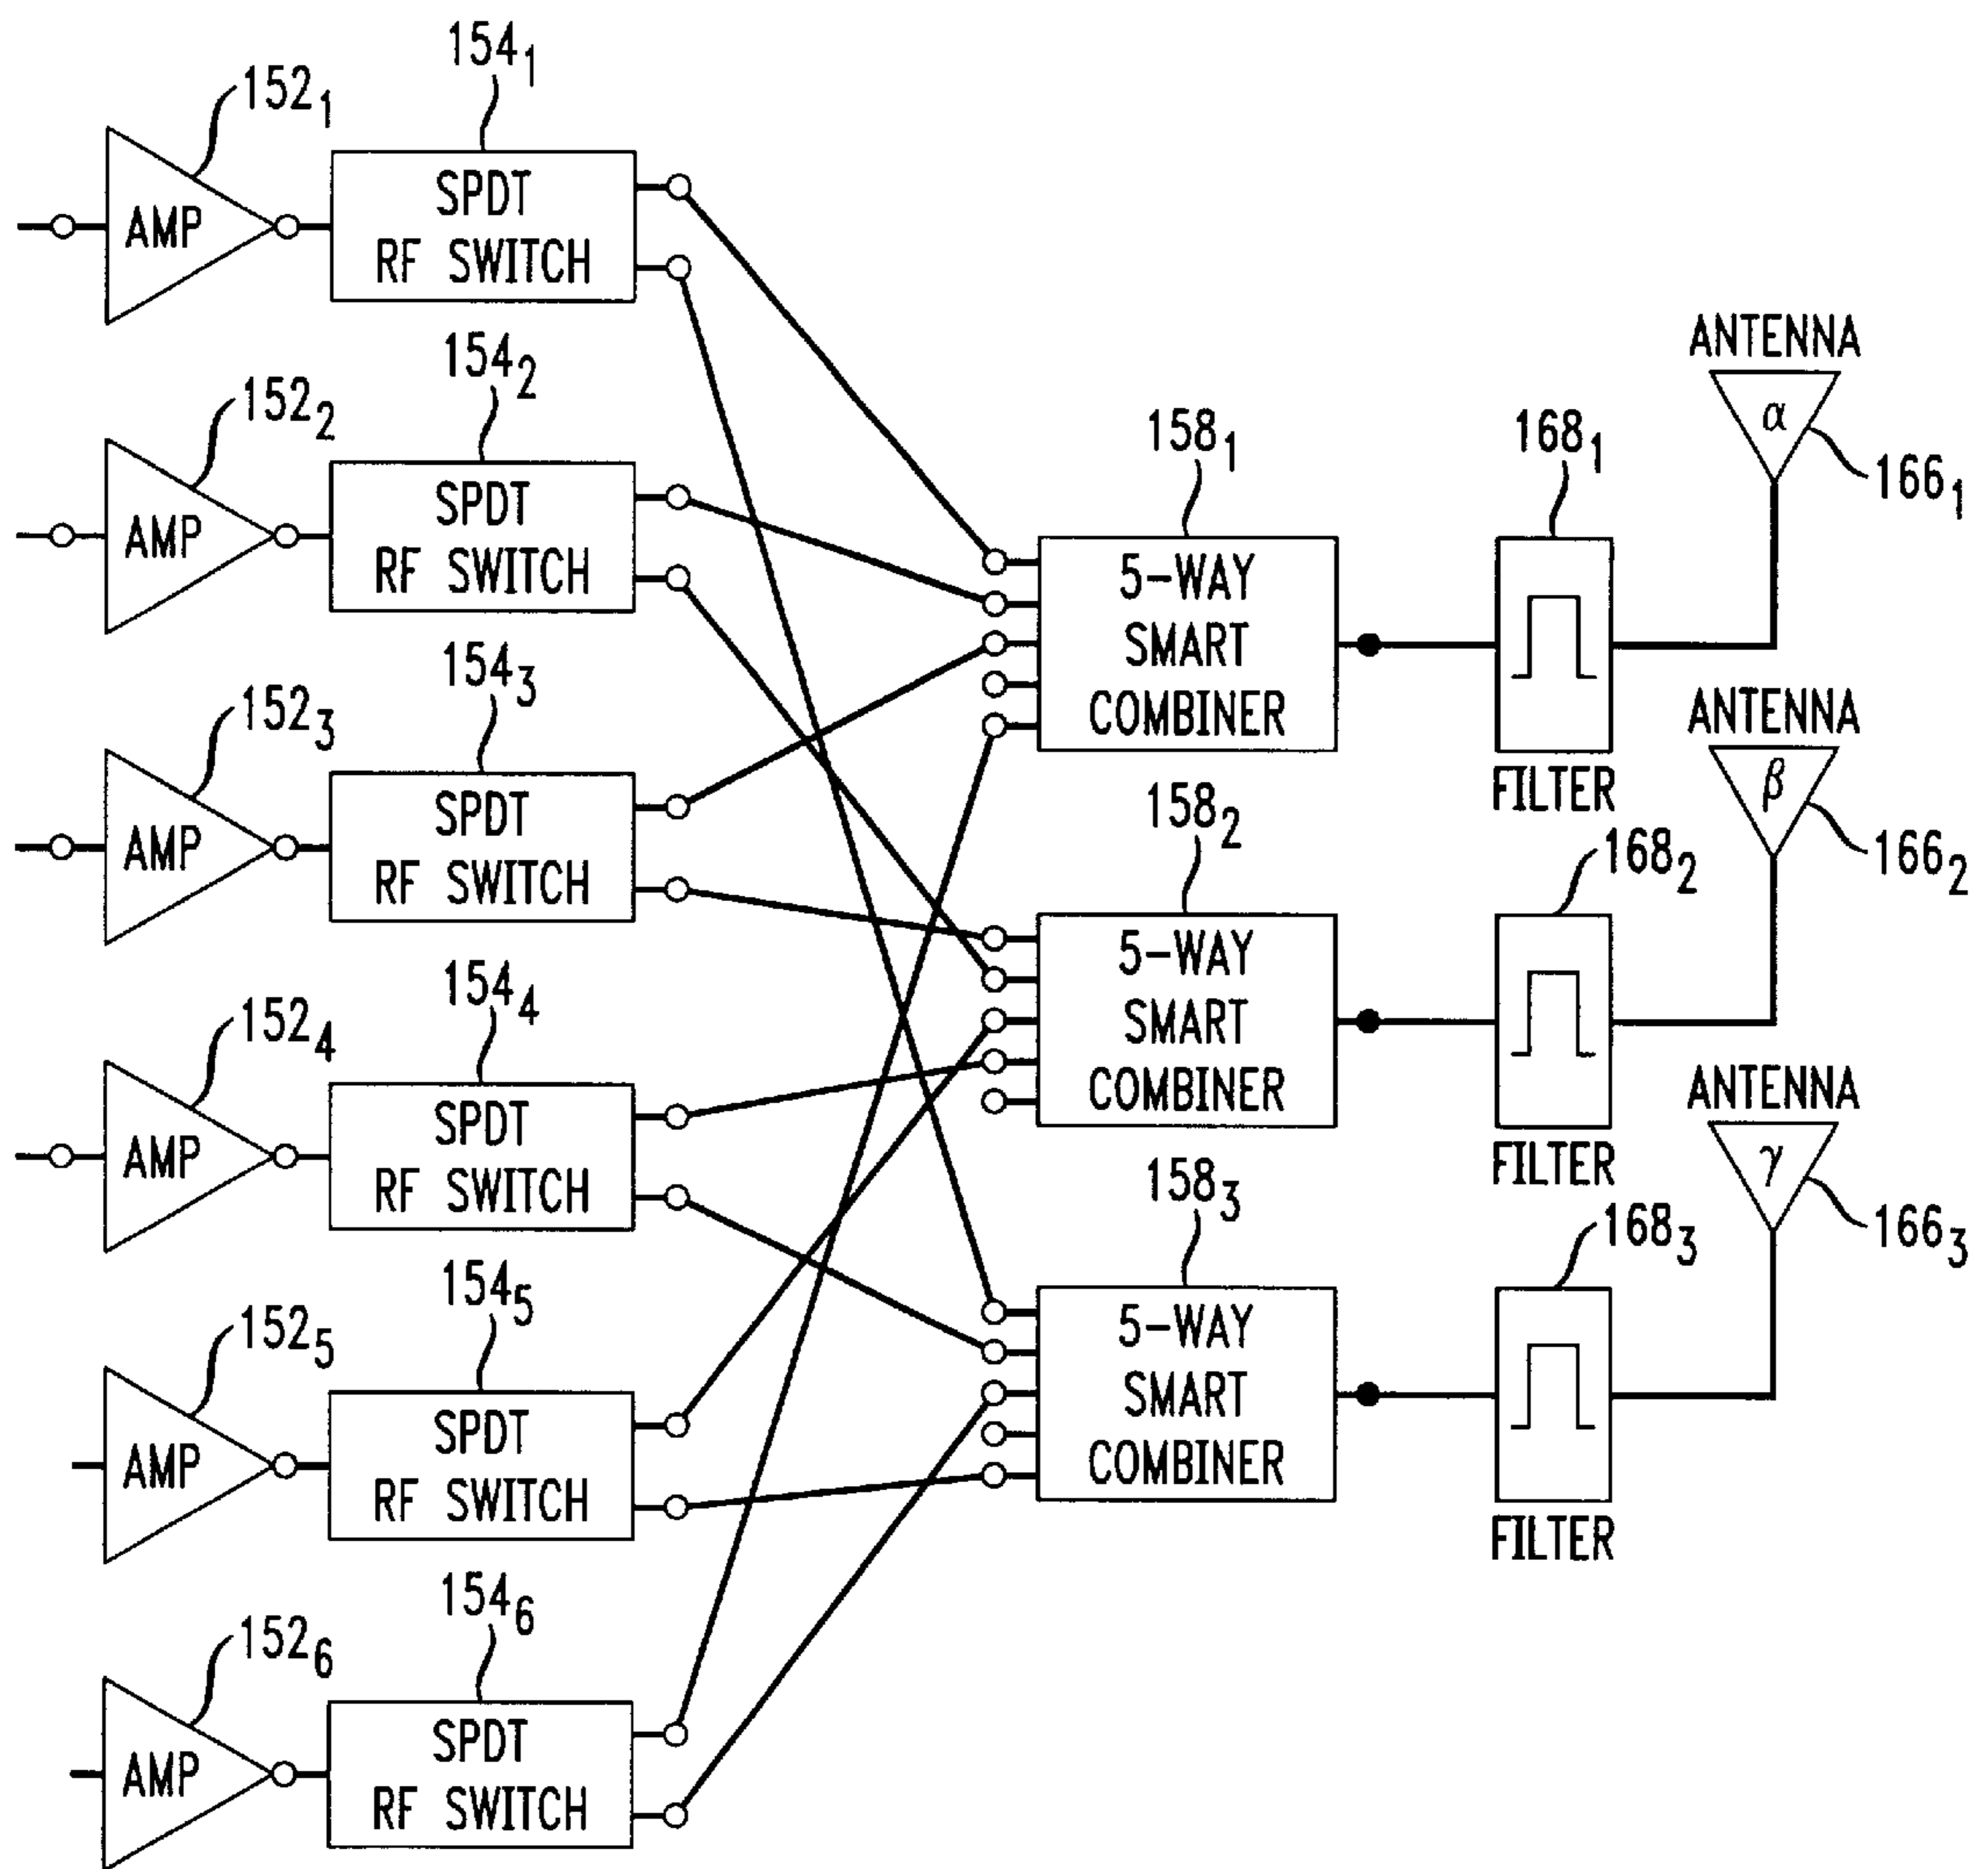 152₁
154₁
AMP
SPDT
RF SWITCH
152₂
154₂
AMP
SPDT
RF SWITCH
152₃
154₃
AMP
SPDT
RF SWITCH
152₄
154₄
AMP
SPDT
RF SWITCH
152₅
154₅
AMP
SPDT
RF SWITCH
152₆
154₆
AMP
SPDT
RF SWITCH
158₁
5-WAY
SMART
COMBINER
168₁
FILTER
ANTENNA
α
166₁
158₂
5-WAY
SMART
COMBINER
168₂
FILTER
ANTENNA
β
166₂
158₃
5-WAY
SMART
COMBINER
168₃
FILTER
ANTENNA
γ
166₃